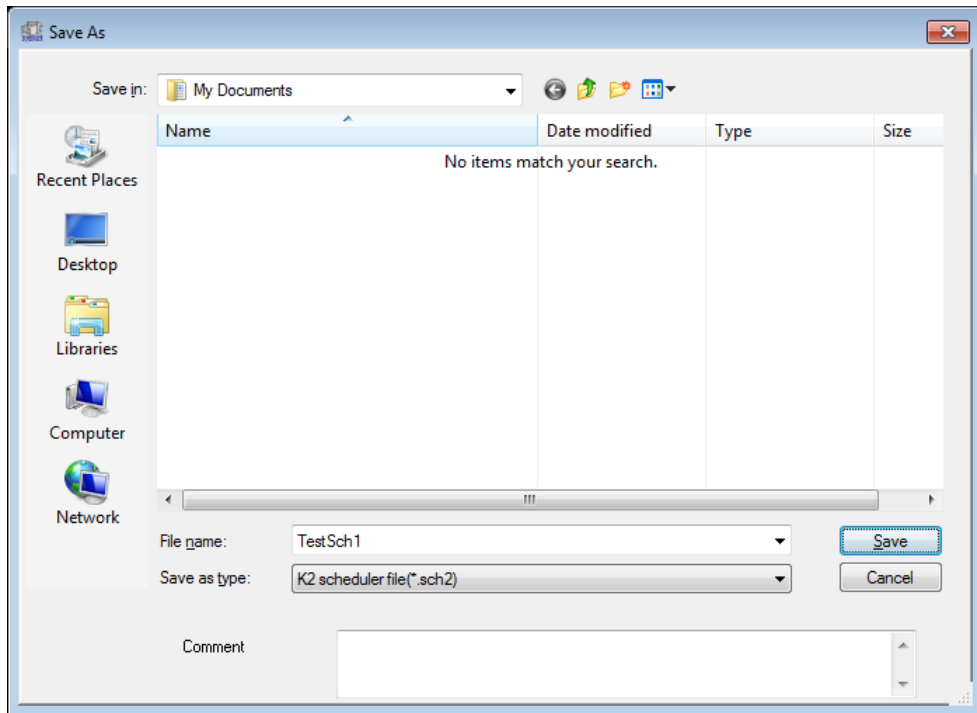 Save As
Save in: My Documents
Name Date modified Type Size
No items match your search.
Recent Places
Desktop
Libraries
Computer
Network
File name: TestSch1 Save
Save as type: K2 scheduler file(*.sch2) Cancel
Comment